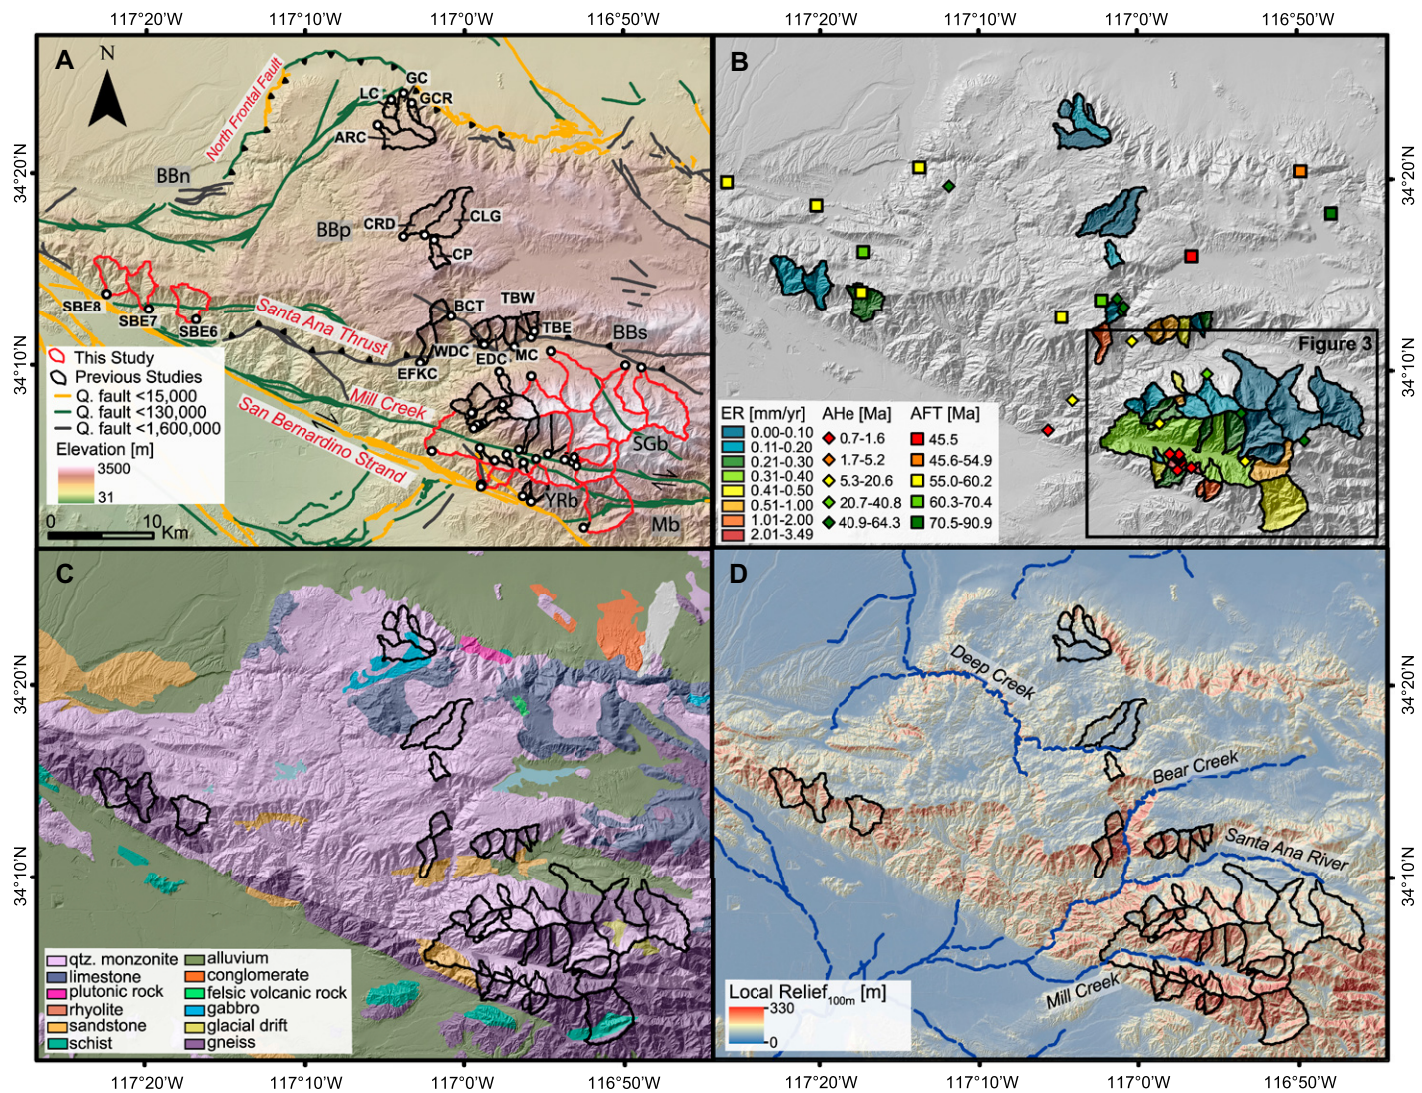 117°20'W 117°10'W 117°0'W 116°50'W 117°20'W 117°10'W 117°0'W 116°50'W
A
N
North Frontal Fault
GC
LC
GCR
ARC
34°20'N
BBn
BBp
CRD
CLG
CP
SBE8
SBE7
SBE6
Santa Ana Thrust
BCT
TBW
TBE
BBs
WDC
EDC
MC
EFKC
34°10'N
Mill Creek
San Bernardino Strand
SGb
YRb
Mb
This Study
Previous Studies
Q. fault <15,000
Q. fault <130,000
Q. fault <1,600,000
Elevation [m]
3500
31
0 10 Km
B
34°20'N
34°10'N
Figure 3
ER [mm/yr]
0.00-0.10
0.11-0.20
0.21-0.30
0.31-0.40
0.41-0.50
0.51-1.00
1.01-2.00
2.01-3.49
AHe [Ma]
0.7-1.6
1.7-5.2
5.3-20.6
20.7-40.8
40.9-64.3
AFT [Ma]
45.5
45.6-54.9
55.0-60.2
60.3-70.4
70.5-90.9
C
34°20'N
34°10'N
qtz. monzonite
limestone
plutonic rock
rhyolite
sandstone
schist
alluvium
conglomerate
felsic volcanic rock
gabbro
glacial drift
gneiss
D
Deep Creek
Bear Creek
Santa Ana River
Mill Creek
34°20'N
34°10'N
Local Relief100m [m]
330
0
117°20'W 117°10'W 117°0'W 116°50'W 117°20'W 117°10'W 117°0'W 116°50'W